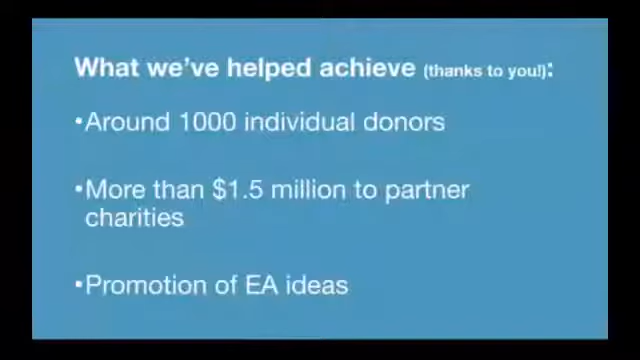 What we've helped achieve (thanks to you!):
•Around 1000 individual donors
•More than $1.5 million to partner
charities
•Promotion of EA ideas